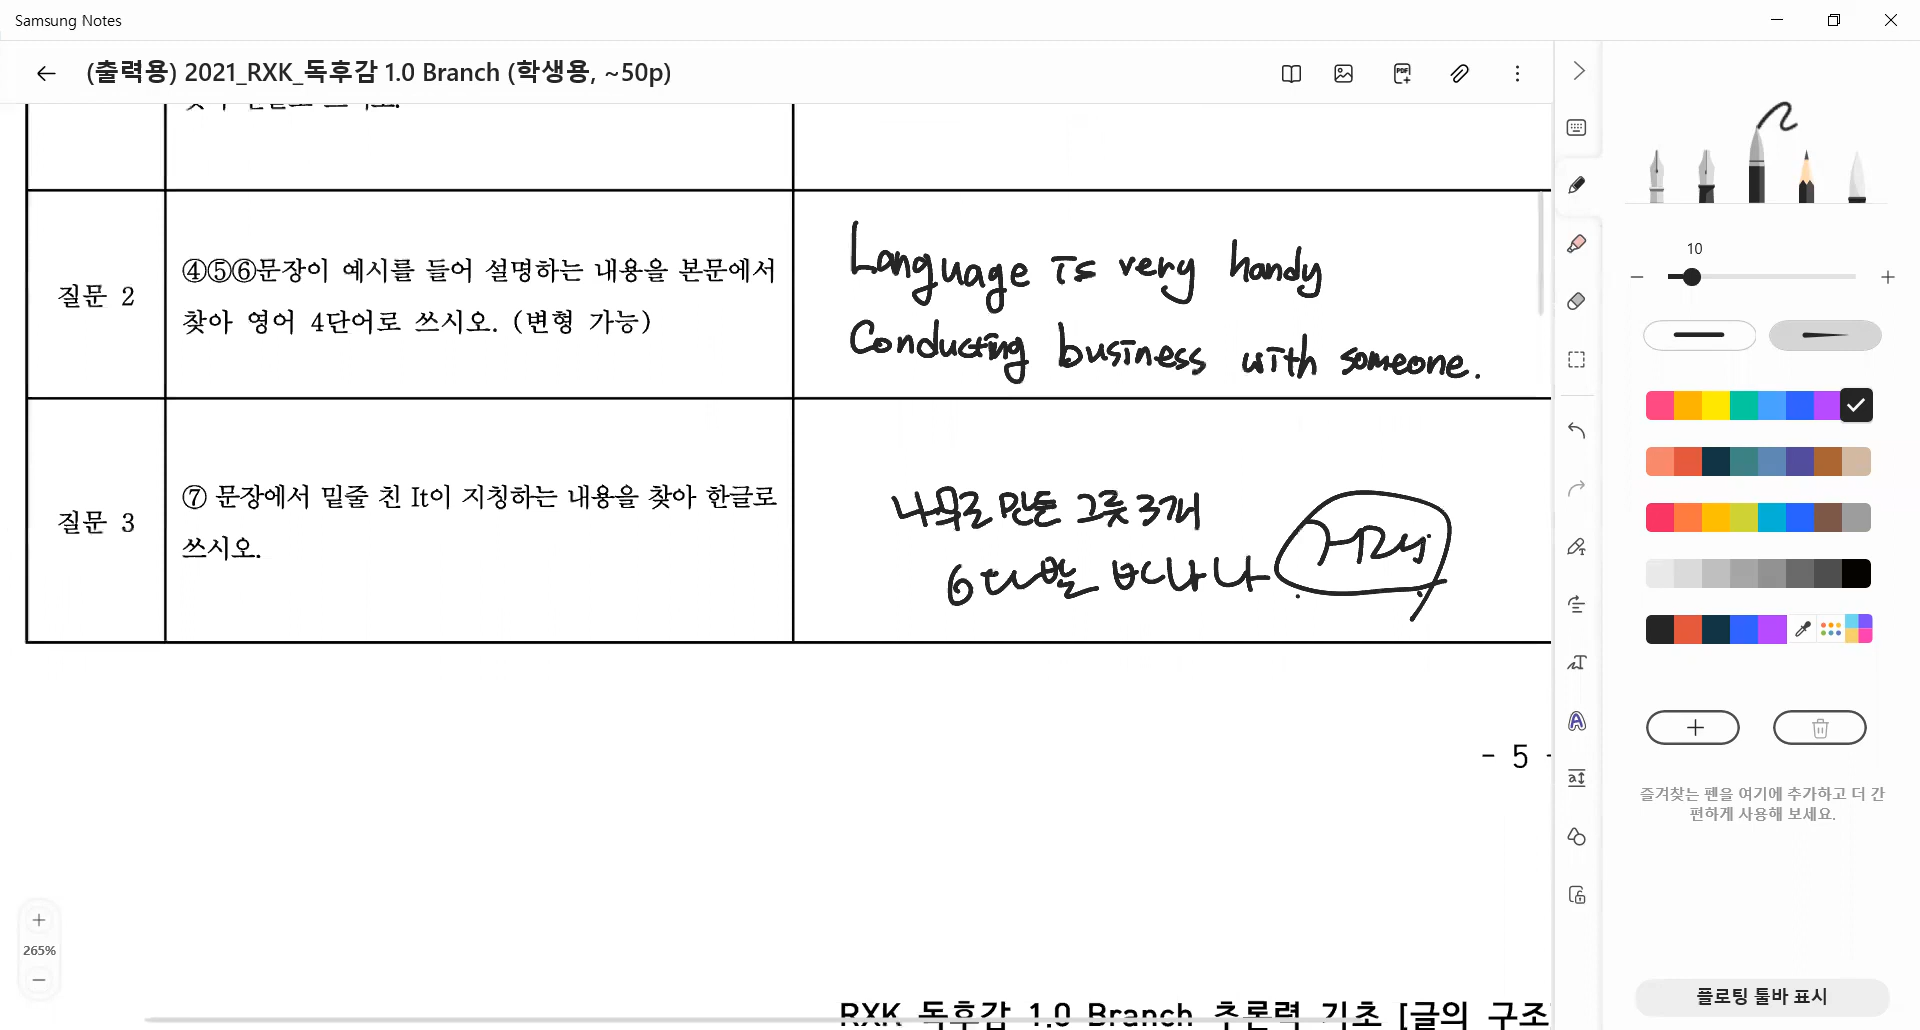 Samsung Notes
(출력용) 2021_RXK_독후감 1.0 Branch (학생용, ~50p)
질문 2
④⑤⑥문장이 예시를 들어 설명하는 내용을 본문에서
찾아 영어 4단어로 쓰시오. (변형 가능)
Language is very handy
Conducting business with someone.
질문 3
⑦ 문장에서 밑줄 친 It이 지칭하는 내용을 찾아 한글로
쓰시오.
나무로 만든 그릇 3개
6 다발 바나나
- 5 -
RXK 독후감 1.0 Branch 추론력 기초 [글의 구조
265%
10
즐겨찾는 펜을 여기에 추가하고 더 간
편하게 사용해 보세요.
플로팅 툴바 표시